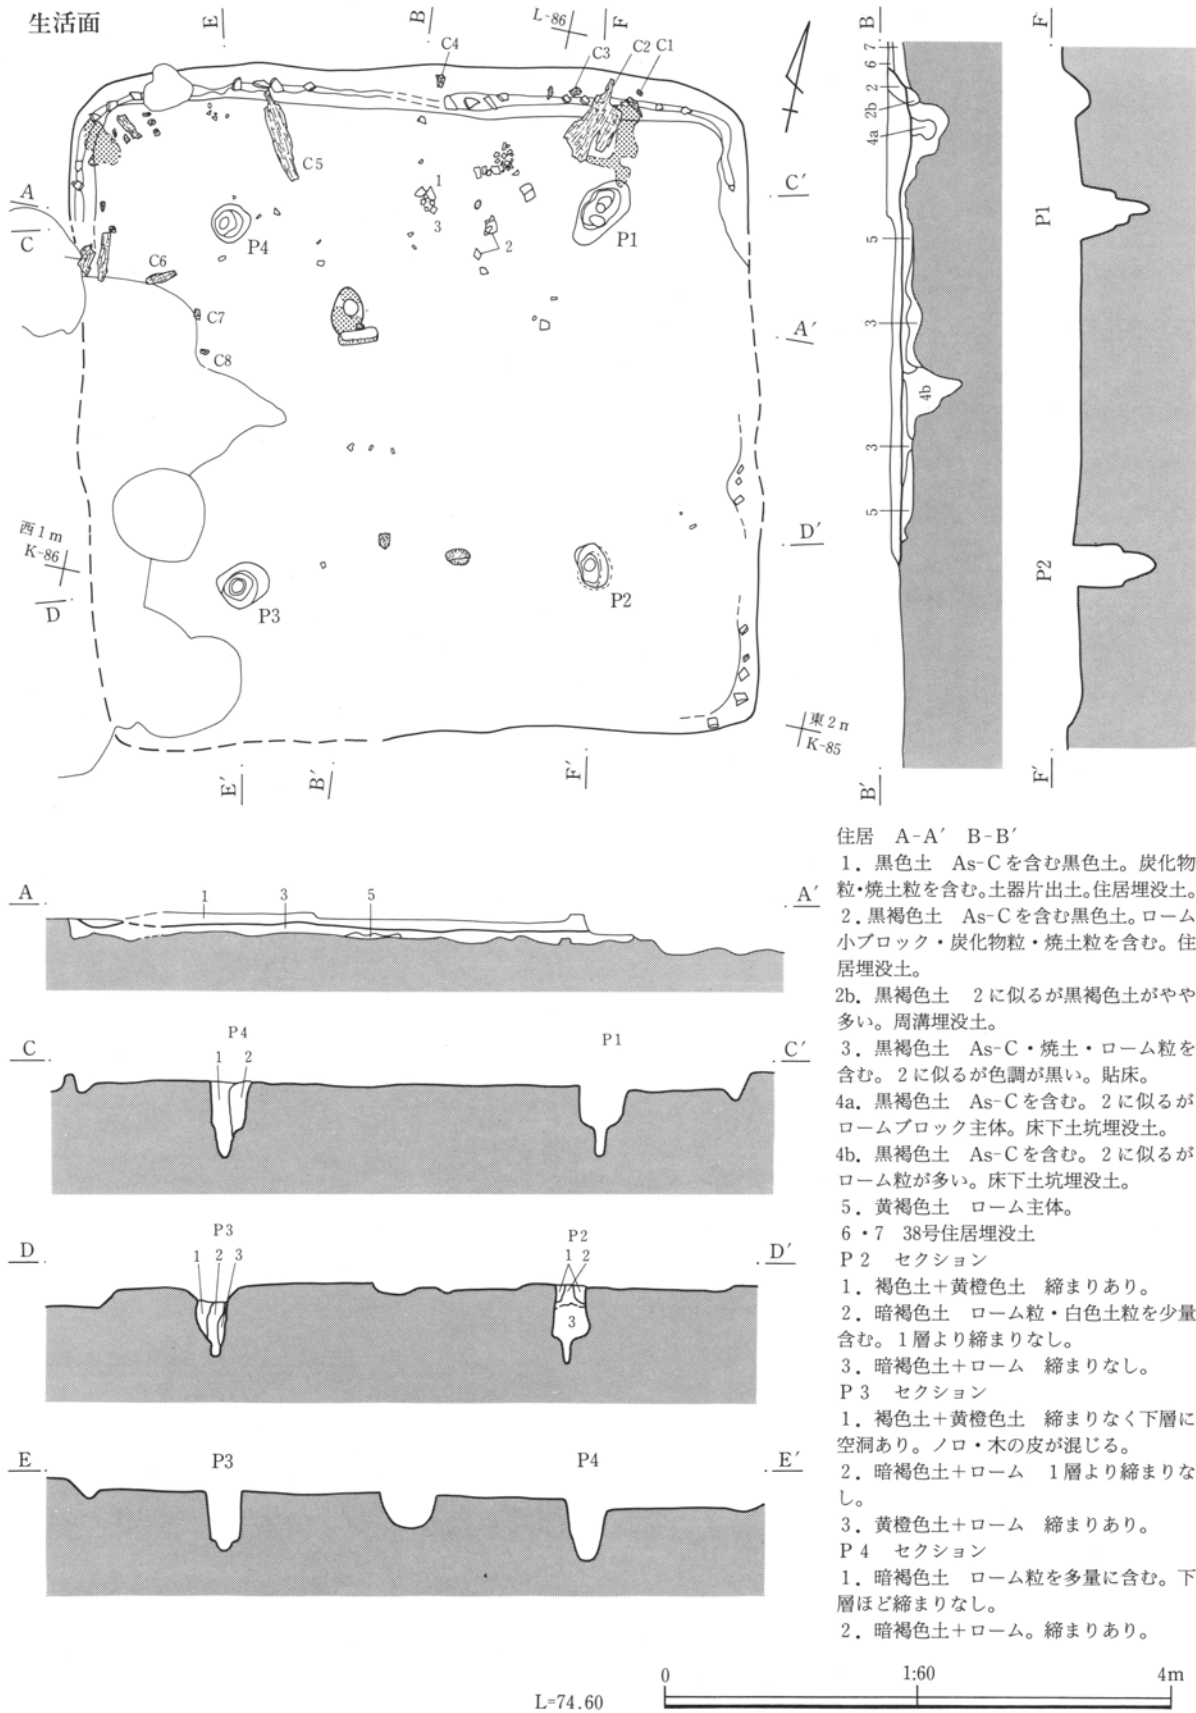 生活面
E
B
L-86
F
C4
C3
C2
C1
C5
A
C
C'
P4
1
3
2
P1
C6
C7
C8
A'
西1m
K-86
D
D'
P3
P2
東2n
K-85
E'
B'
F'
B
7
6
2
2b
4a
5
3
4b
3
5
B'
F
P1
P2
F'
A
1
3
5
A'
C
P4
1
2
P1
C'
D
P3
1 2 3
P2
1 2
3
D'
E
P3
P4
E'
住居 A-A′ B-B′
1．黒色土 As-Cを含む黒色土。炭化物
粒・焼土粒を含む。土器片出土。住居埋没土。
2．黒褐色土 As-Cを含む黒色土。ローム
小ブロック・炭化物粒・焼土粒を含む。住
居埋没土。
2b．黒褐色土 2に似るが黒褐色土がやや
多い。周溝埋没土。
3．黒褐色土 As-C・焼土・ローム粒を
含む。2に似るが色調が黒い。貼床。
4a．黒褐色土 As-Cを含む。2に似るが
ロームブロック主体。床下土坑埋没土。
4b．黒褐色土 As-Cを含む。2に似るが
ローム粒が多い。床下土坑埋没土。
5．黄褐色土 ローム主体。
6・7 38号住居埋没土
P2 セクション
1．褐色土＋黄橙色土 締まりあり。
2．暗褐色土 ローム粒・白色土粒を少量
含む。1層より締まりなし。
3．暗褐色土＋ローム 締まりなし。
P3 セクション
1．褐色土＋黄橙色土 締まりなく下層に
空洞あり。ノロ・木の皮が混じる。
2．暗褐色土＋ローム 1層より締まりな
し。
3．黄橙色土＋ローム 締まりあり。
P4 セクション
1．暗褐色土 ローム粒を多量に含む。下
層ほど締まりなし。
2．暗褐色土＋ローム。締まりあり。
L=74.60
0
1:60
4m